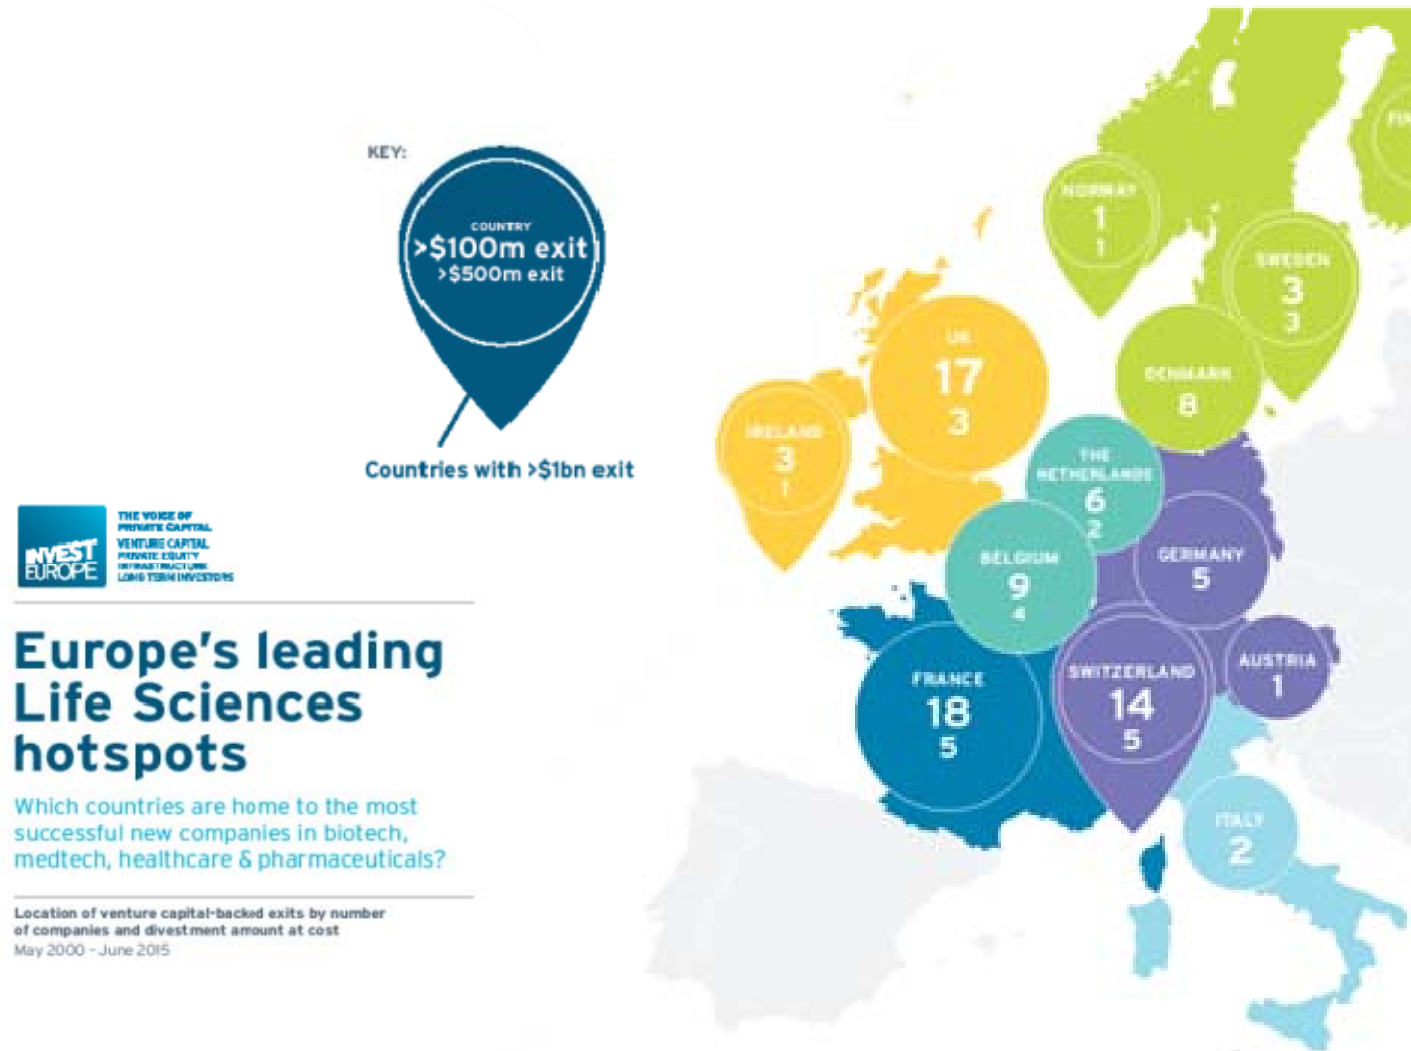 KEY:
COUNTRY
>$100m exit
>$500m exit
Countries with >$1bn exit
INVEST
EUROPE
THE VOICE OF
PRIVATE CAPITAL
VENTURE CAPITAL
PRIVATE EQUITY
INFRASTRUCTURE
LONG TERM INVESTORS
Europe's leading
Life Sciences
hotspots
Which countries are home to the most
successful new companies in biotech,
medtech, healthcare & pharmaceuticals?
Location of venture capital-backed exits by number
of companies and divestment amount at cost
May 2000 - June 2015
NORWAY
1
1
SWEDEN
3
3
UK
17
3
DENMARK
8
IRELAND
3
1
THE
NETHERLANDS
6
2
BELGIUM
9
4
GERMANY
5
FRANCE
18
5
SWITZERLAND
14
5
AUSTRIA
1
ITALY
2